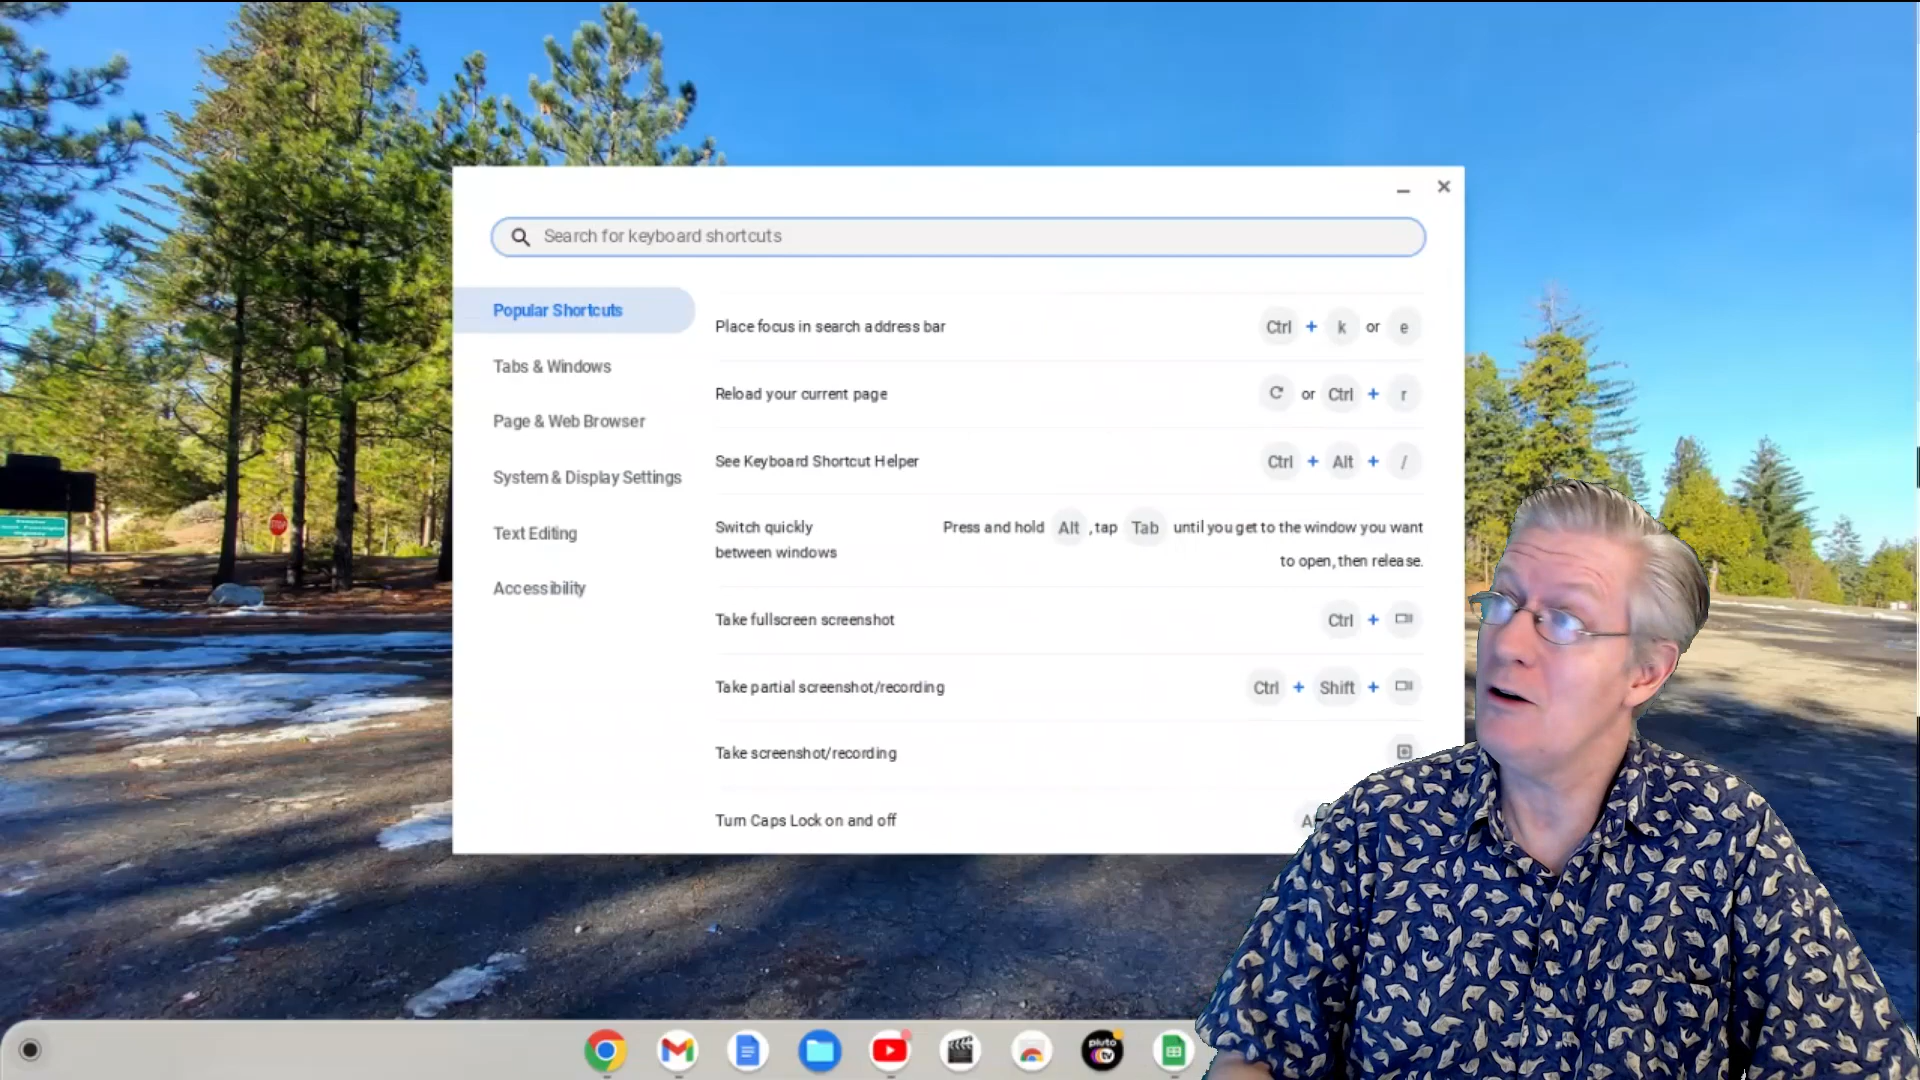 Search for keyboard shortcuts
Popular Shortcuts
Tabs & Windows
Page & Web Browser
System & Display Settings
Text Editing
Accessibility
Place focus in search address bar
Ctrl + k or e
Reload your current page
or Ctrl + r
See Keyboard Shortcut Helper
Ctrl + Alt + /
Switch quickly
between windows
Press and hold Alt , tap Tab until you get to the window you want
to open, then release.
Take fullscreen screenshot
Ctrl +
Take partial screenshot/recording
Ctrl + Shift +
Take screenshot/recording
Turn Caps Lock on and off
STOP
pluto
tv